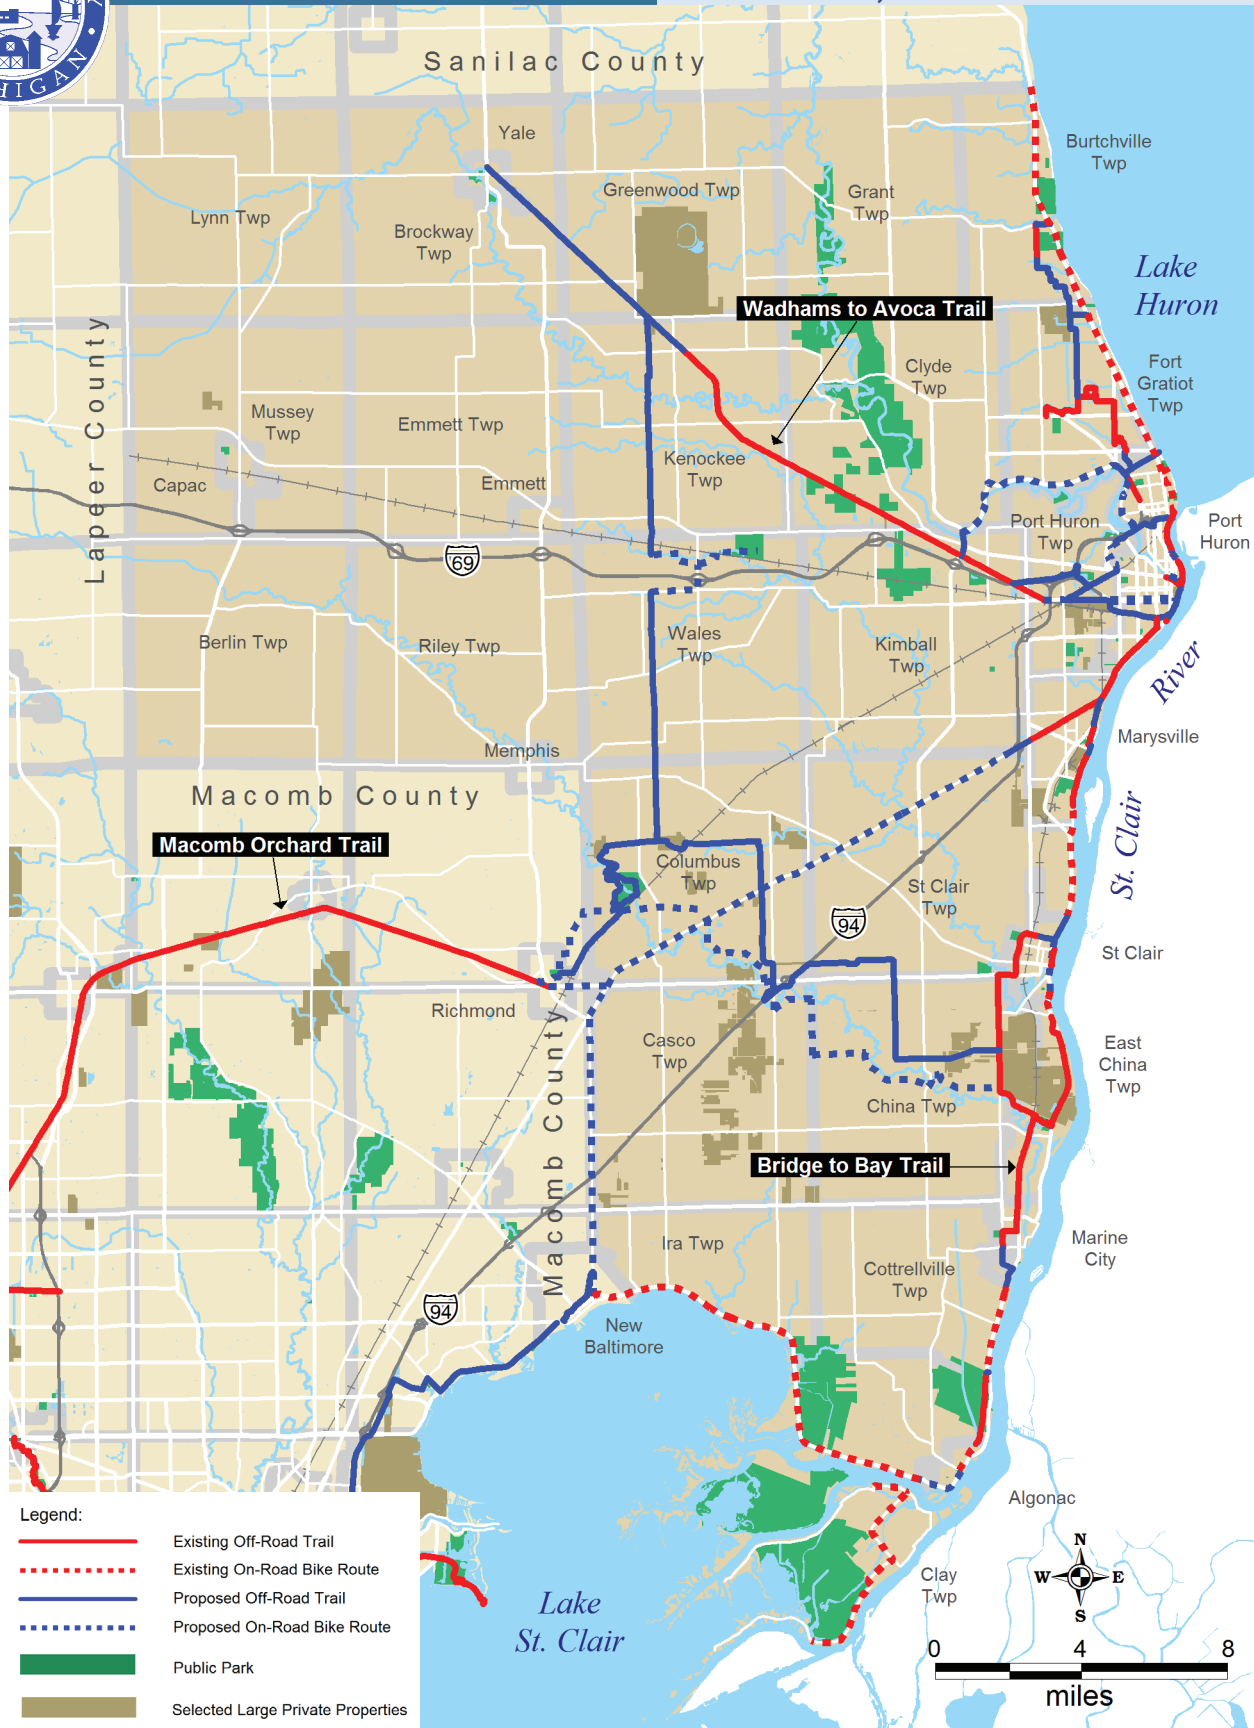 HIGAN
Sanilac County
Yale
Burtchville
Twp
Greenwood Twp
Grant
Twp
Lynn Twp
Brockway
Twp
Lake
Huron
Wadhams to Avoca Trail
Lapeer County
Fort
Gratiot
Twp
Clyde
Twp
Mussey
Twp
Emmett Twp
Kenockee
Twp
Capac
Emmett
Port Huron
Twp
Port
Huron
69
Berlin Twp
Riley Twp
Wales
Twp
Kimball
Twp
River
Memphis
Marysville
Macomb County
St. Clair
Macomb Orchard Trail
Columbus
Twp
St Clair
Twp
94
St Clair
Richmond
Macomb County
Casco
Twp
East
China
Twp
China Twp
Bridge to Bay Trail
Ira Twp
Marine
City
Cottrellville
Twp
94
New
Baltimore
Algonac
Clay
Twp
Lake
St. Clair
N
W E
S
0 4 8
miles
Legend:
Existing Off-Road Trail
Existing On-Road Bike Route
Proposed Off-Road Trail
Proposed On-Road Bike Route
Public Park
Selected Large Private Properties